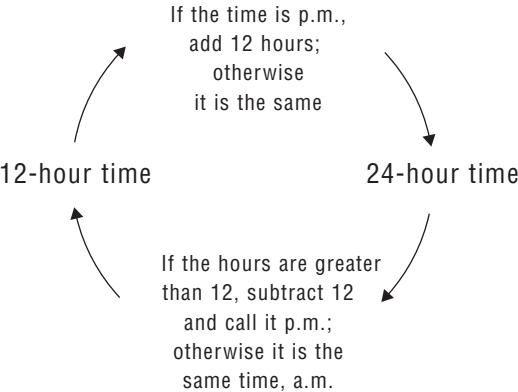 If the time is p.m.,
add 12 hours;
otherwise
it is the same
12-hour time
24-hour time
If the hours are greater
than 12, subtract 12
and call it p.m.;
otherwise it is the
same time, a.m.